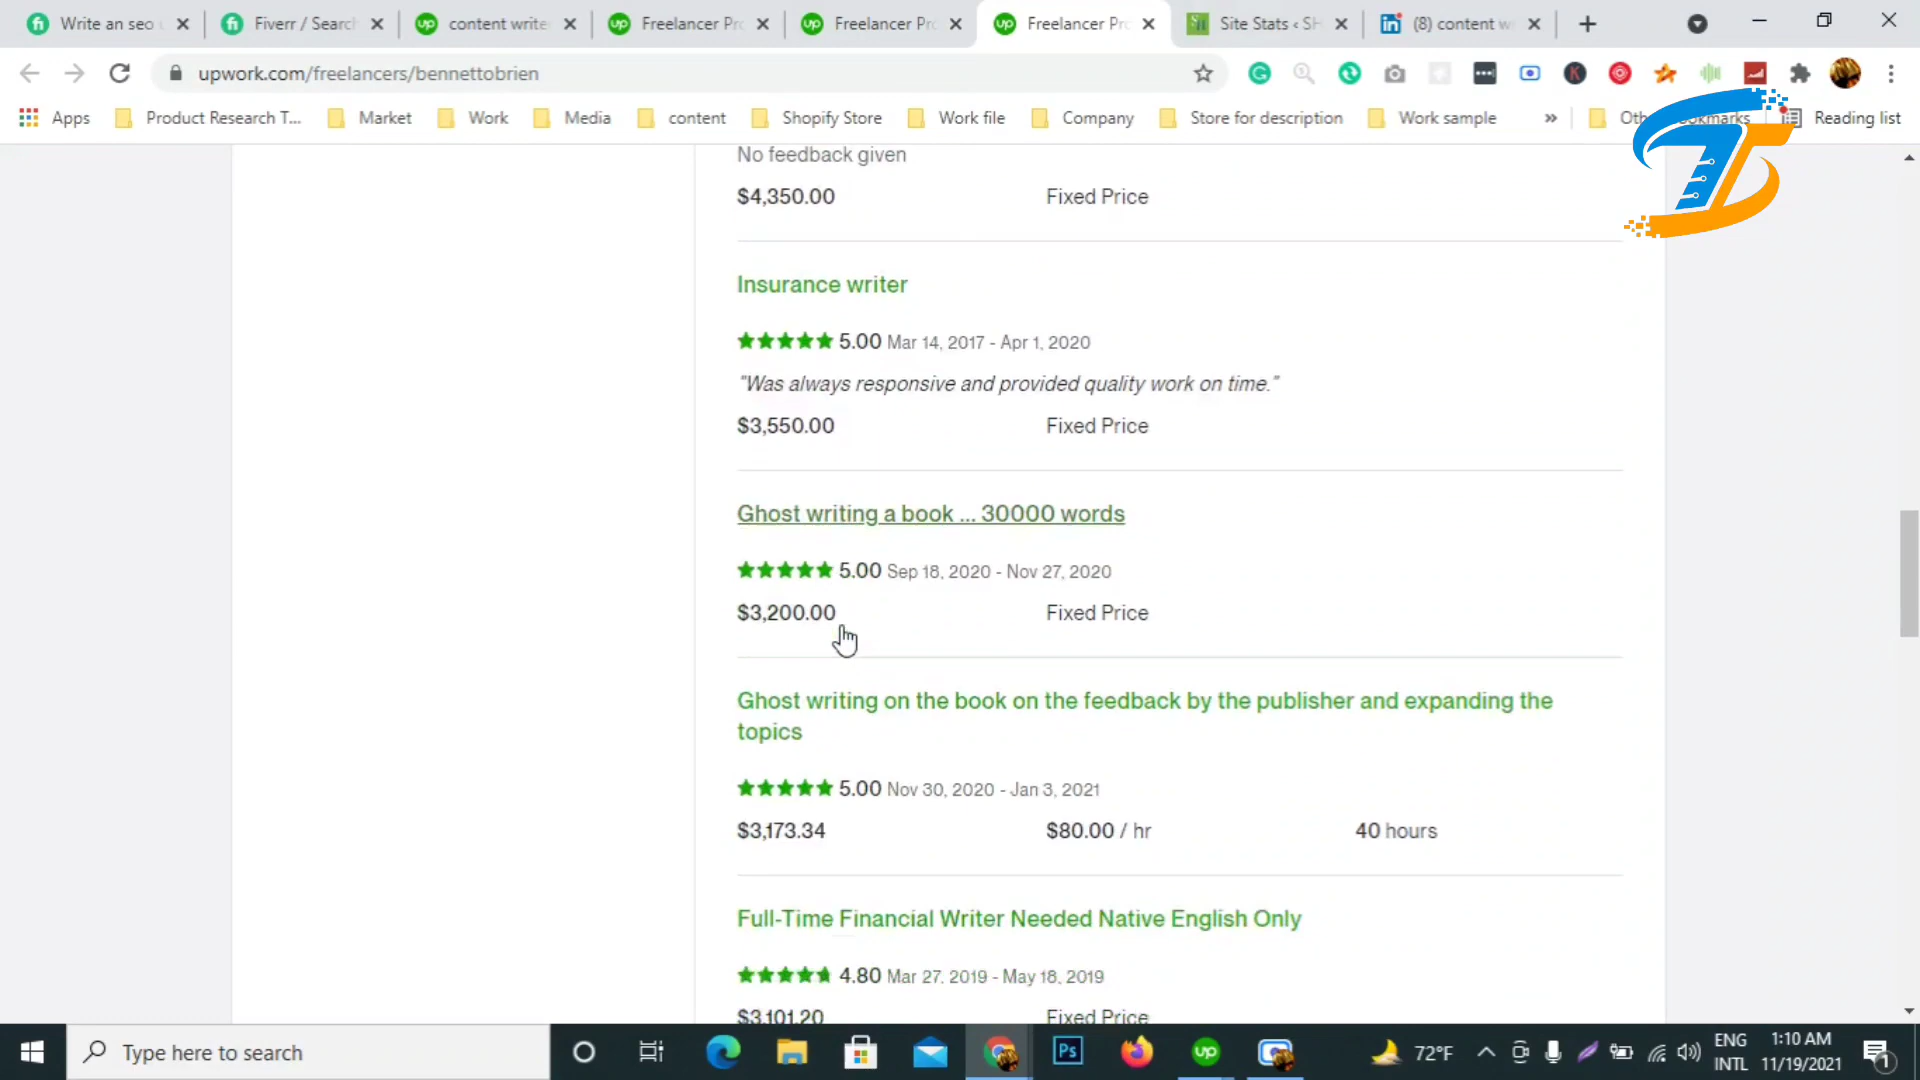 Write an seo
Fiverr / Search
content write
Freelancer Pr
Freelancer Pr
Freelancer Pr
Site Stats ‹ SH
(8) content w
upwork.com/freelancers/bennettobrien
Apps
Product Research T...
Market
Work
Media
content
Shopify Store
Work file
Company
Store for description
Work sample
»
Reading list
No feedback given
$4,350.00 Fixed Price
Insurance writer
5.00 Mar 14, 2017 - Apr 1, 2020
"Was always responsive and provided quality work on time."
$3,550.00 Fixed Price
Ghost writing a book ... 30000 words
5.00 Sep 18, 2020 - Nov 27, 2020
$3,200.00 Fixed Price
Ghost writing on the book on the feedback by the publisher and expanding the
topics
5.00 Nov 30, 2020 - Jan 3, 2021
$3,173.34 $80.00 / hr 40 hours
Full-Time Financial Writer Needed Native English Only
4.80 Mar 27, 2019 - May 18, 2019
$3,101.20 Fixed Price
Type here to search
Ps
up
72°F
ENG
INTL
1:10 AM
11/19/2021
1